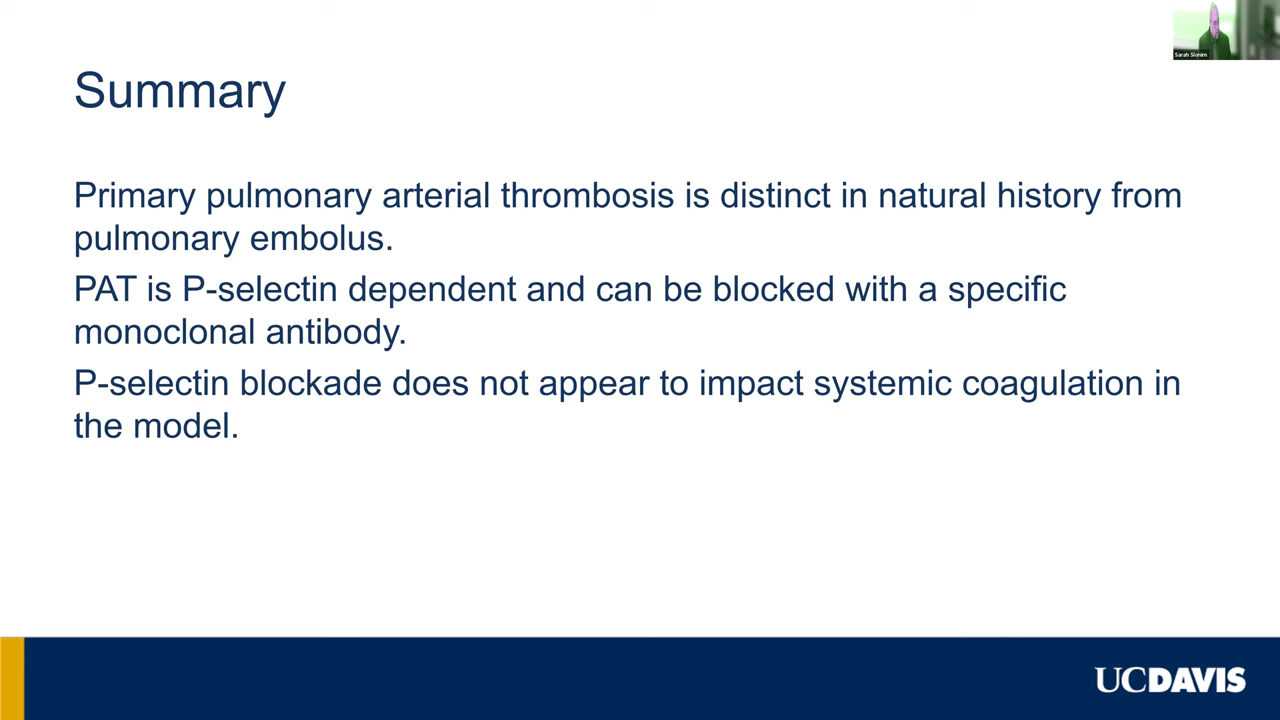 Sarah Slonim
Summary
Primary pulmonary arterial thrombosis is distinct in natural history from
pulmonary embolus.
PAT is P-selectin dependent and can be blocked with a specific
monoclonal antibody.
P-selectin blockade does not appear to impact systemic coagulation in
the model.
UCDAVIS